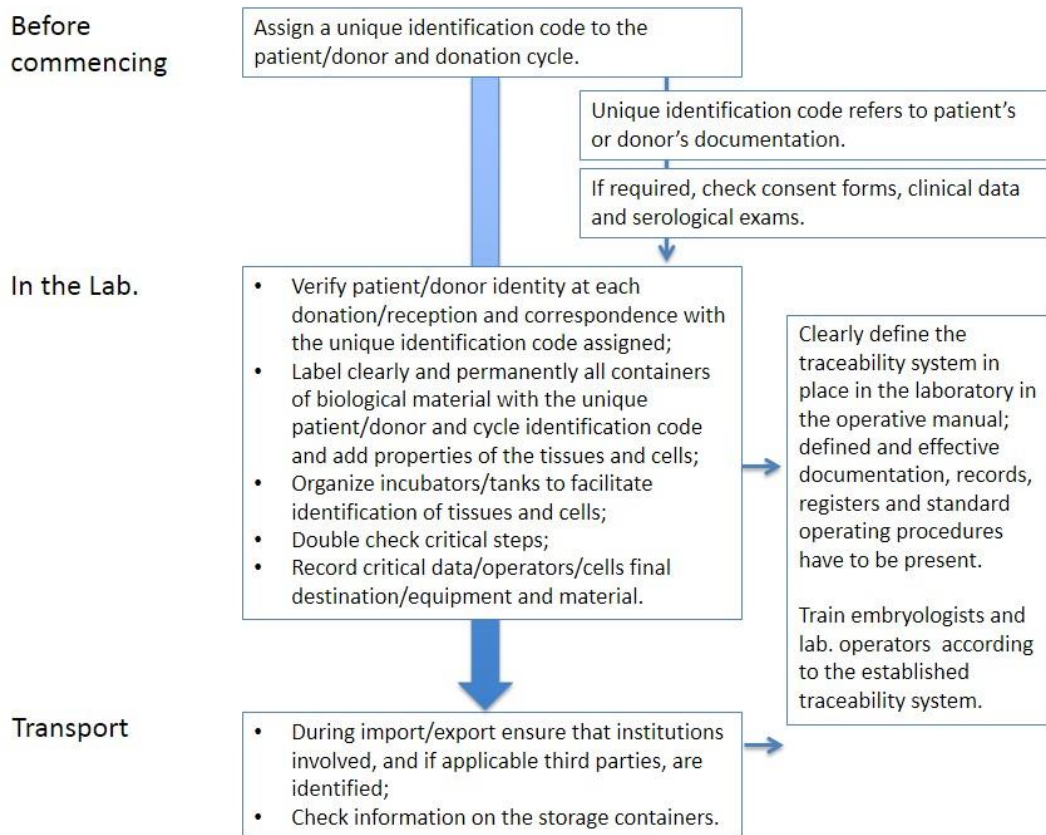 Before
commencing
Assign a unique identification code to the
patient/donor and donation cycle.
Unique identification code refers to patient’s
or donor’s documentation.
If required, check consent forms, clinical data
and serological exams.
In the Lab.
• Verify patient/donor identity at each
donation/reception and correspondence with
the unique identification code assigned;
• Label clearly and permanently all containers
of biological material with the unique
patient/donor and cycle identification code
and add properties of the tissues and cells;
• Organize incubators/tanks to facilitate
identification of tissues and cells;
• Double check critical steps;
• Record critical data/operators/cells final
destination/equipment and material.
Clearly define the
traceability system in
place in the laboratory in
the operative manual;
defined and effective
documentation, records,
registers and standard
operating procedures
have to be present.
Train embryologists and
lab. operators according
to the established
traceability system.
Transport
• During import/export ensure that institutions
involved, and if applicable third parties, are
identified;
• Check information on the storage containers.